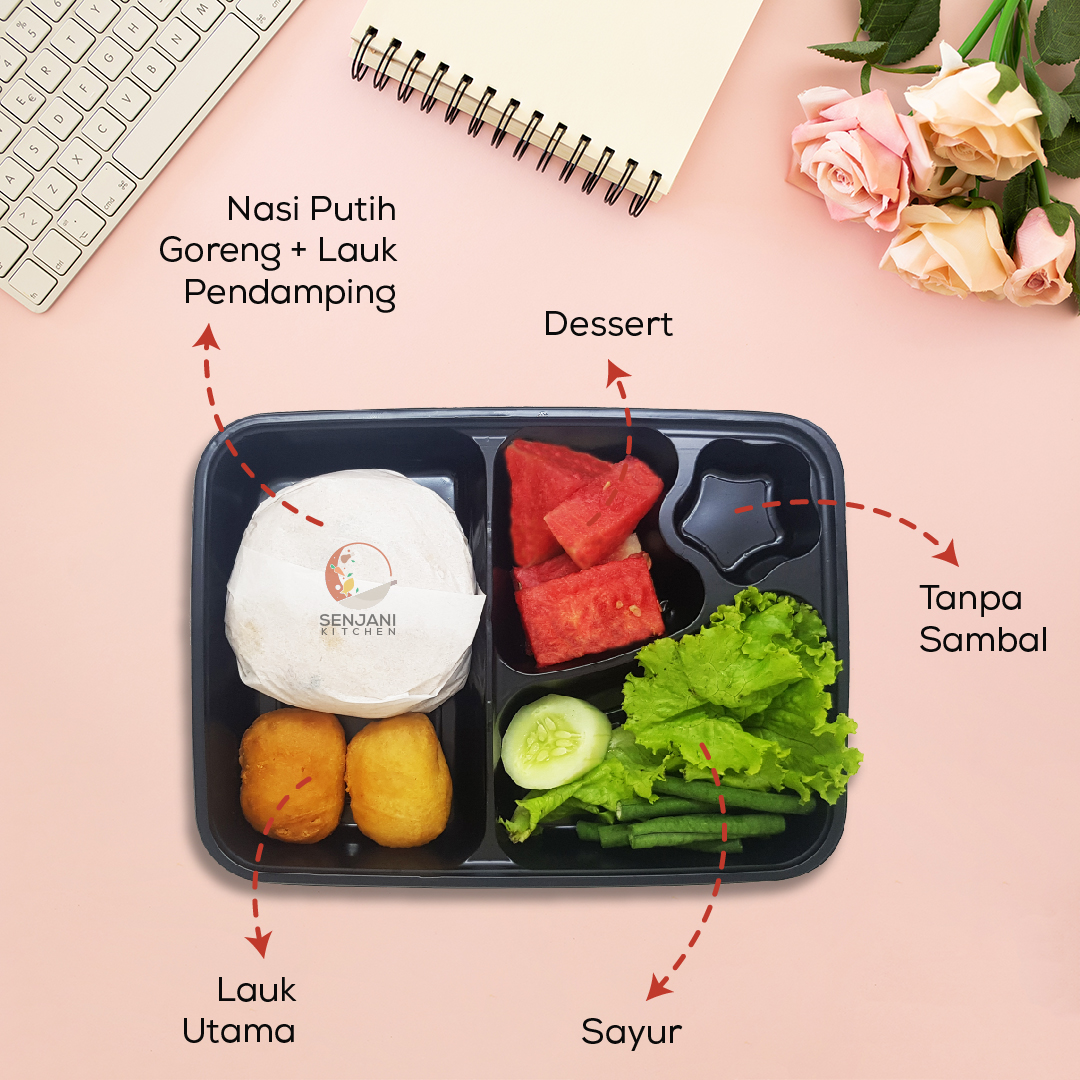 Nasi Putih
Goreng + Lauk
Pendamping
Dessert
SENJANI
KITCHEN
Tanpa
Sambal
Lauk
Utama
Sayur